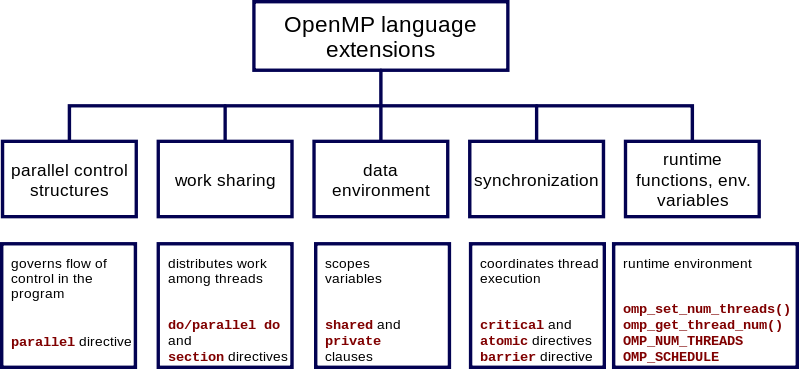 OpenMP language
extensions
parallel control
structures
work sharing
data
environment
synchronization
runtime
functions, env.
variables
governs flow of
control in the
program
parallel directive
distributes work
among threads
do/parallel do
and
section directives
scopes
variables
shared and
private
clauses
coordinates thread
execution
critical and
atomic directives
barrier directive
runtime environment
omp_set_num_threads()
omp_get_thread_num()
OMP_NUM_THREADS
OMP_SCHEDULE